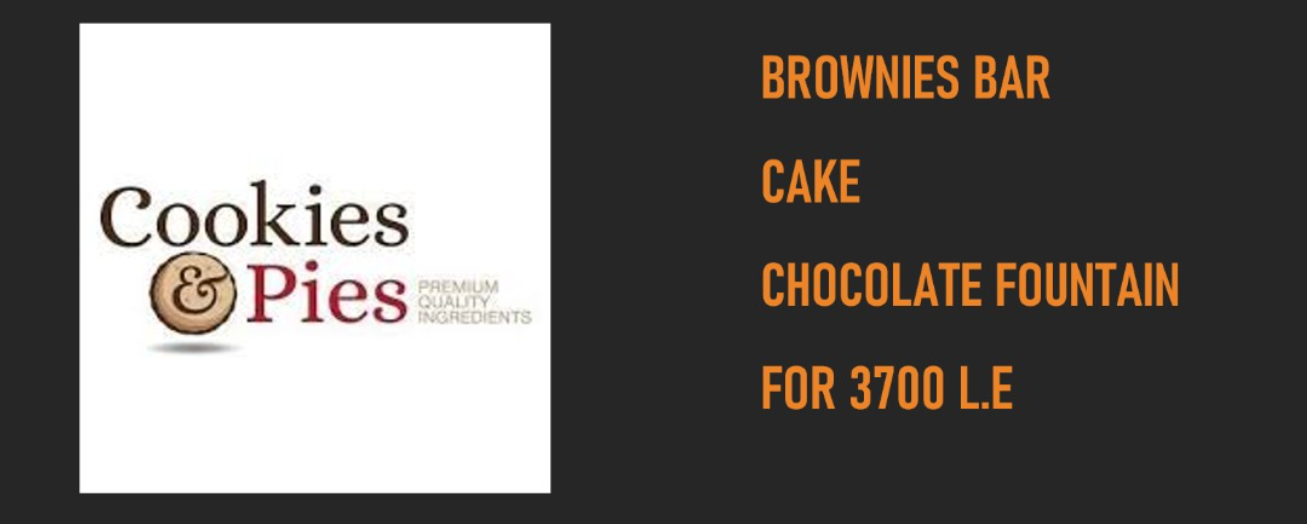 Cookies
& Pies
PREMIUM
QUALITY
INGREDIENTS
BROWNIES BAR
CAKE
CHOCOLATE FOUNTAIN
FOR 3700 L.E